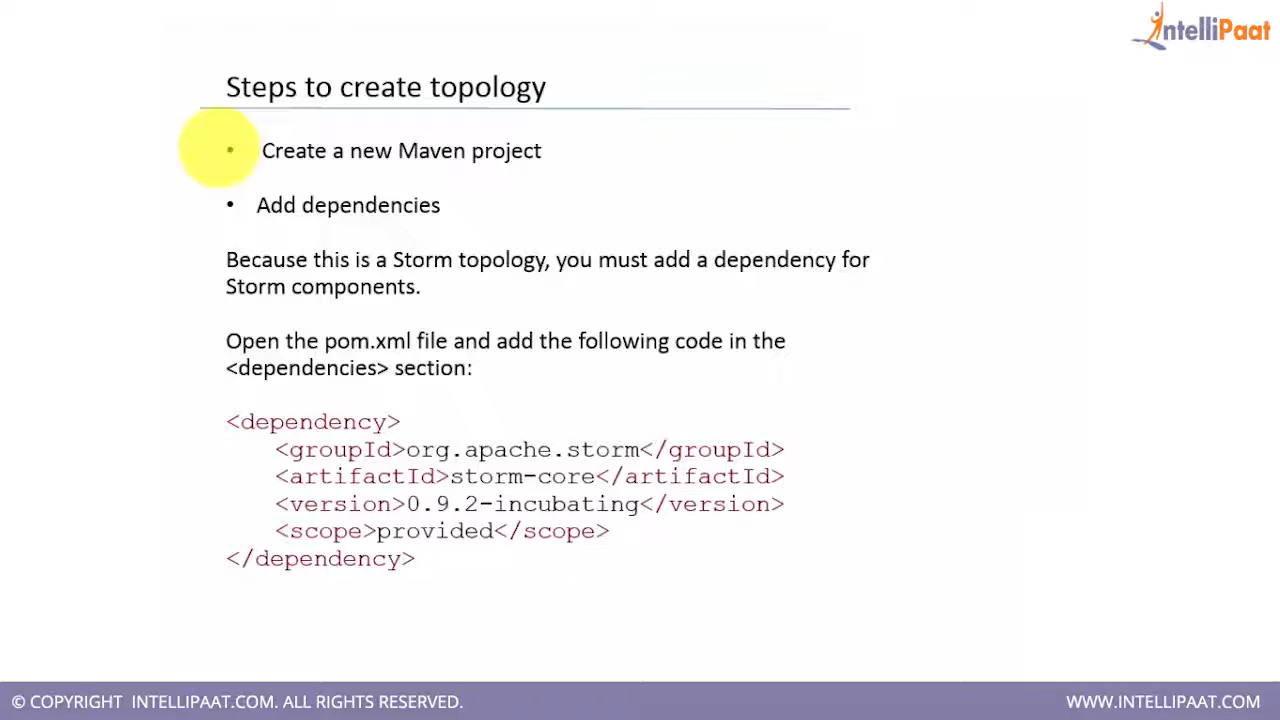 IntelliPaat
Steps to create topology
• Create a new Maven project
• Add dependencies
Because this is a Storm topology, you must add a dependency for
Storm components.
Open the pom.xml file and add the following code in the
<dependencies> section:
<dependency>
    <groupId>org.apache.storm</groupId>
    <artifactId>storm-core</artifactId>
    <version>0.9.2-incubating</version>
    <scope>provided</scope>
</dependency>
© COPYRIGHT INTELLIPAAT.COM. ALL RIGHTS RESERVED.
WWW.INTELLIPAAT.COM